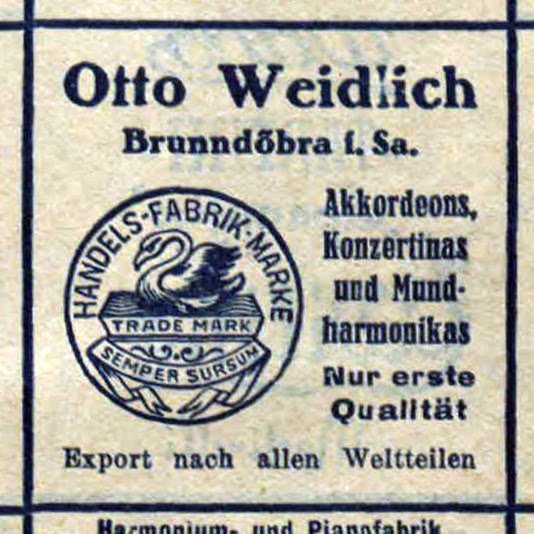 Otto Weidlich
Brunndöbra i. Sa.
HANDELS-FABRIK-MARKE
TRADE MARK
SEMPER SURSUM
Akkordeons,
Konzertinas
und Mund-
harmonikas
Nur erste
Qualität
Export nach allen Weltteilen
Harmonium- und Pianofabrik